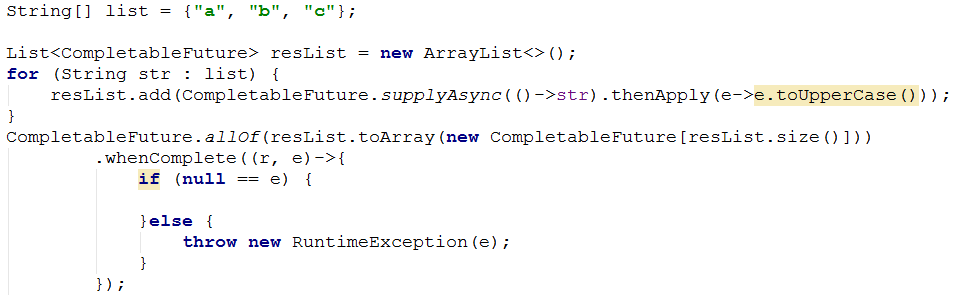 String[] list = {"a", "b", "c"};
List<CompletableFuture> resList = new ArrayList<>();
for (String str : list) {
resList.add(CompletableFuture.supplyAsync(()->str).thenApply(e->e.toUpperCase()));
}
CompletableFuture.allOf(resList.toArray(new CompletableFuture[resList.size()]))
.whenComplete((r, e)->{
if (null == e) {
}else {
throw new RuntimeException(e);
}
});